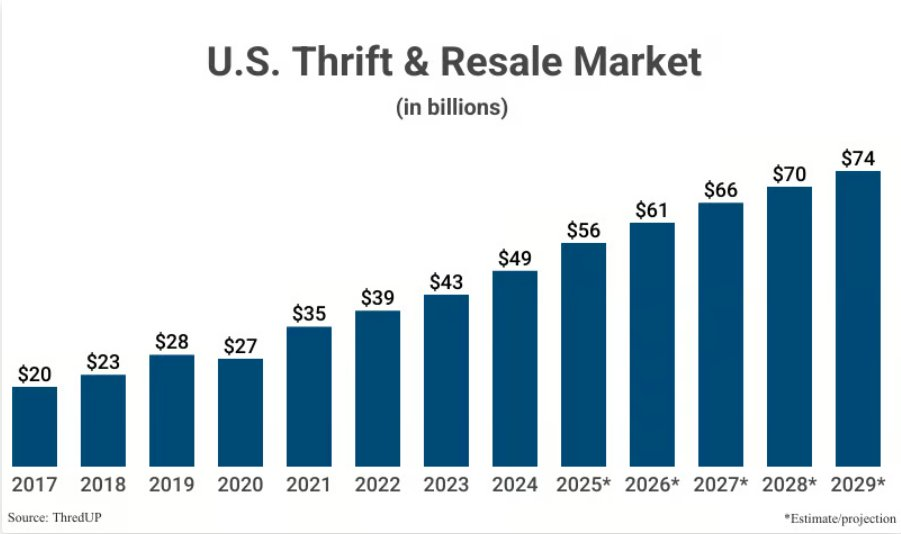 U.S. Thrift & Resale Market
(in billions)
$20 $23 $28 $27 $35 $39 $43 $49 $56 $61 $66 $70 $74
2017 2018 2019 2020 2021 2022 2023 2024 2025* 2026* 2027* 2028* 2029*
Source: ThredUP *Estimate/projection